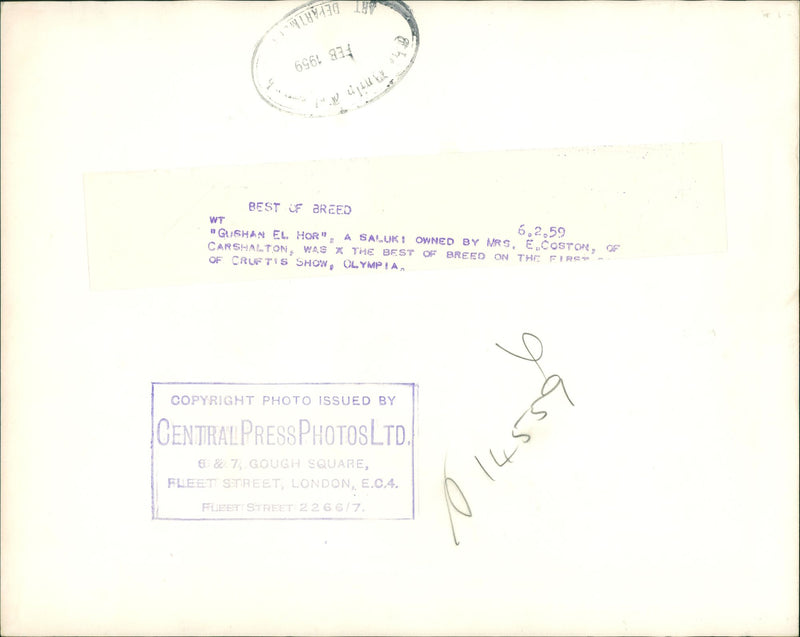 ART
FEB 1959
BEST OF BREED
WT 6.2.59
"GUSHAN EL HOR", A SALUKI OWNED BY MRS. E.COSTON, OF
CARSHALTON, WAS X THE BEST OF BREED ON THE FIRST
OF CRUFTS SHOW, OLYMPIA.
COPYRIGHT PHOTO ISSUED BY
CENTRAL PRESS PHOTOS LTD.
6 & 7, GOUGH SQUARE,
FLEET STREET, LONDON, E.C.4.
FLEET STREET 2266/7.
14559